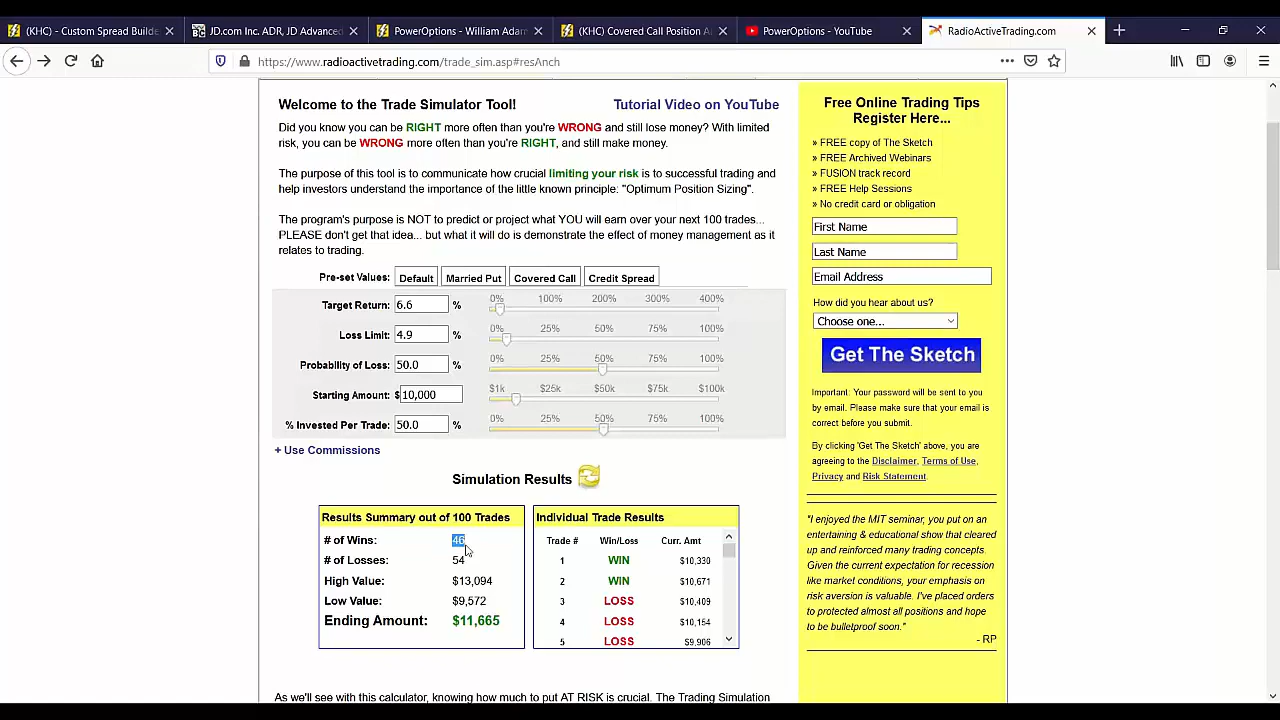 (KHC) - Custom Spread Builde
JD.com Inc. ADR, JD Advanced
PowerOptions - William Adam
(KHC) Covered Call Position A
PowerOptions - YouTube
RadioActiveTrading.com
https://www.radioactivetrading.com/trade_sim.asp#resAnch
Welcome to the Trade Simulator Tool!
Tutorial Video on YouTube
Did you know you can be RIGHT more often than you're WRONG and still lose money? With limited
risk, you can be WRONG more often than you're RIGHT, and still make money.
The purpose of this tool is to communicate how crucial limiting your risk is to successful trading and
help investors understand the importance of the little known principle: "Optimum Position Sizing".
The program's purpose is NOT to predict or project what YOU will earn over your next 100 trades...
PLEASE don't get that idea... but what it will do is demonstrate the effect of money management as it
relates to trading.
Pre-set Values: Default Married Put Covered Call Credit Spread
Target Return: 6.6 % 0% 100% 200% 300% 400%
Loss Limit: 4.9 % 0% 25% 50% 75% 100%
Probability of Loss: 50.0 % 0% 25% 50% 75% 100%
Starting Amount: $ 10,000 $1k $25k $50k $75k $100k
% Invested Per Trade: 50.0 % 0% 25% 50% 75% 100%
+ Use Commissions
Simulation Results
Results Summary out of 100 Trades
# of Wins: 46
# of Losses: 54
High Value: $13,094
Low Value: $9,572
Ending Amount: $11,665
Individual Trade Results
Trade # Win/Loss Curr. Amt
1 WIN $10,330
2 WIN $10,671
3 LOSS $10,409
4 LOSS $10,154
5 LOSS $9,906
As we'll see with this calculator, knowing how much to put AT RISK is crucial. The Trading Simulation
Free Online Trading Tips
Register Here...
» FREE copy of The Sketch
» FREE Archived Webinars
» FUSION track record
» FREE Help Sessions
» No credit card or obligation
First Name
Last Name
Email Address
How did you hear about us?
Choose one...
Get The Sketch
Important: Your password will be sent to you
by email. Please make sure that your email is
correct before you submit.
By clicking 'Get The Sketch' above, you are
agreeing to the Disclaimer, Terms of Use,
Privacy and Risk Statement.
"I enjoyed the MIT seminar, you put on an
entertaining & educational show that cleared
up and reinforced many trading concepts.
Given the current expectation for recession
like market conditions, your emphasis on
risk aversion is valuable. I've placed orders
to protected almost all positions and hope
to be bulletproof soon."
- RP